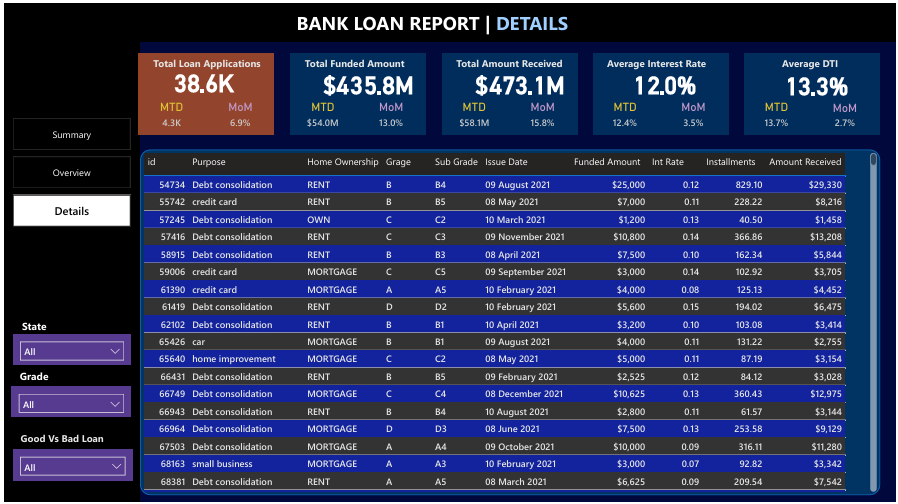 BANK LOAN REPORT | DETAILS
Total Loan Applications
38.6K
MTD MoM
4.3K 6.9%
Total Funded Amount
$435.8M
MTD MoM
$54.0M 13.0%
Total Amount Received
$473.1M
MTD MoM
$58.1M 15.8%
Average Interest Rate
12.0%
MTD MoM
12.4% 3.5%
Average DTI
13.3%
MTD MoM
13.7% 2.7%
Summary
Overview
Details
State
All
Grade
All
Good Vs Bad Loan
All
id Purpose Home Ownership Grage Sub Grade Issue Date Funded Amount Int Rate Installments Amount Received
54734 Debt consolidation RENT B B4 09 August 2021 $25,000 0.12 829.10 $29,330
55742 credit card RENT B B5 08 May 2021 $7,000 0.11 228.22 $8,216
57245 Debt consolidation OWN C C2 10 March 2021 $1,200 0.13 40.50 $1,458
57416 Debt consolidation RENT C C3 09 November 2021 $10,800 0.14 366.86 $13,208
58915 Debt consolidation RENT B B3 08 April 2021 $7,500 0.10 162.34 $5,844
59006 credit card MORTGAGE C C5 09 September 2021 $3,000 0.14 102.92 $3,705
61390 credit card MORTGAGE A A5 10 February 2021 $4,000 0.08 125.13 $4,452
61419 Debt consolidation RENT D D2 10 February 2021 $5,600 0.15 194.02 $6,475
62102 Debt consolidation RENT B B1 10 April 2021 $3,200 0.10 103.08 $3,414
65426 car MORTGAGE B B1 09 August 2021 $4,000 0.11 131.22 $2,755
65640 home improvement MORTGAGE C C2 08 May 2021 $5,000 0.11 87.19 $3,154
66431 Debt consolidation RENT B B5 09 February 2021 $2,525 0.12 84.12 $3,028
66749 Debt consolidation MORTGAGE C C4 08 December 2021 $10,625 0.13 360.43 $12,975
66943 Debt consolidation RENT B B4 10 August 2021 $2,800 0.11 61.57 $3,144
66964 Debt consolidation MORTGAGE D D3 08 June 2021 $7,500 0.13 253.58 $9,129
67503 Debt consolidation MORTGAGE A A4 09 October 2021 $10,000 0.09 316.11 $11,280
68163 small business MORTGAGE A A3 10 February 2021 $3,000 0.07 92.82 $3,342
68381 Debt consolidation RENT A A5 08 March 2021 $6,625 0.09 209.54 $7,542